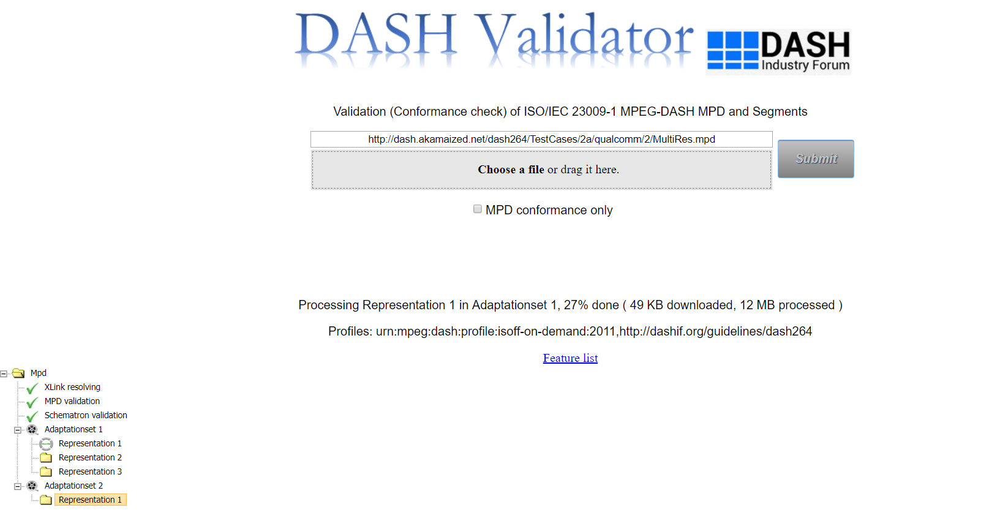 DASH Validator
DASH
Industry Forum
Validation (Conformance check) of ISO/IEC 23009-1 MPEG-DASH MPD and Segments
http://dash.akamaized.net/dash264/TestCases/2a/qualcomm/2/MultiRes.mpd
Submit
Choose a file or drag it here.
MPD conformance only
Processing Representation 1 in Adaptationset 1, 27% done ( 49 KB downloaded, 12 MB processed )
Profiles: urn:mpeg:dash:profile:isoff-on-demand:2011,http://dashif.org/guidelines/dash264
Feature list
Mpd
XLink resolving
MPD validation
Schematron validation
Adaptationset 1
Representation 1
Representation 2
Representation 3
Adaptationset 2
Representation 1